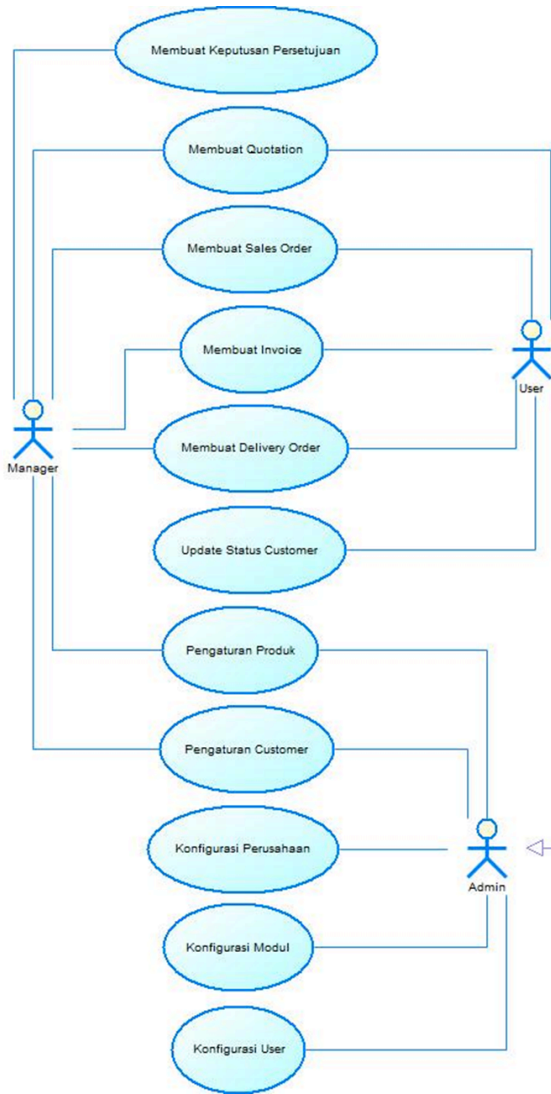 Membuat Keputusan Persetujuan
Membuat Quotation
Membuat Sales Order
Membuat Invoice
User
Membuat Delivery Order
Manager
Update Status Customer
Pengaturan Produk
Pengaturan Customer
Konfigurasi Perusahaan
Admin
Konfigurasi Modul
Konfigurasi User